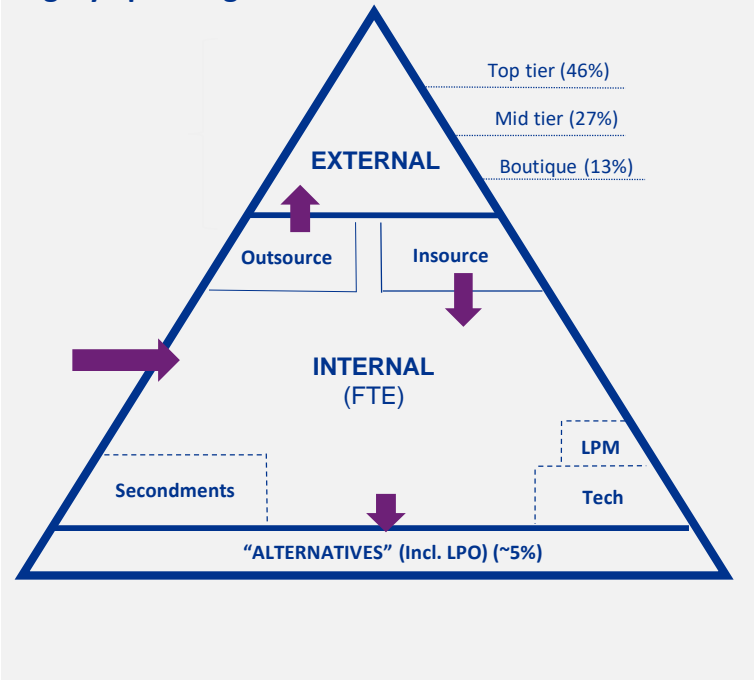 Top tier (46%)
Mid tier (27%)
EXTERNAL
Boutique (13%)
Outsource
Insource
INTERNAL
(FTE)
LPM
Secondments
Tech
“ALTERNATIVES” (Incl. LPO) (~5%)